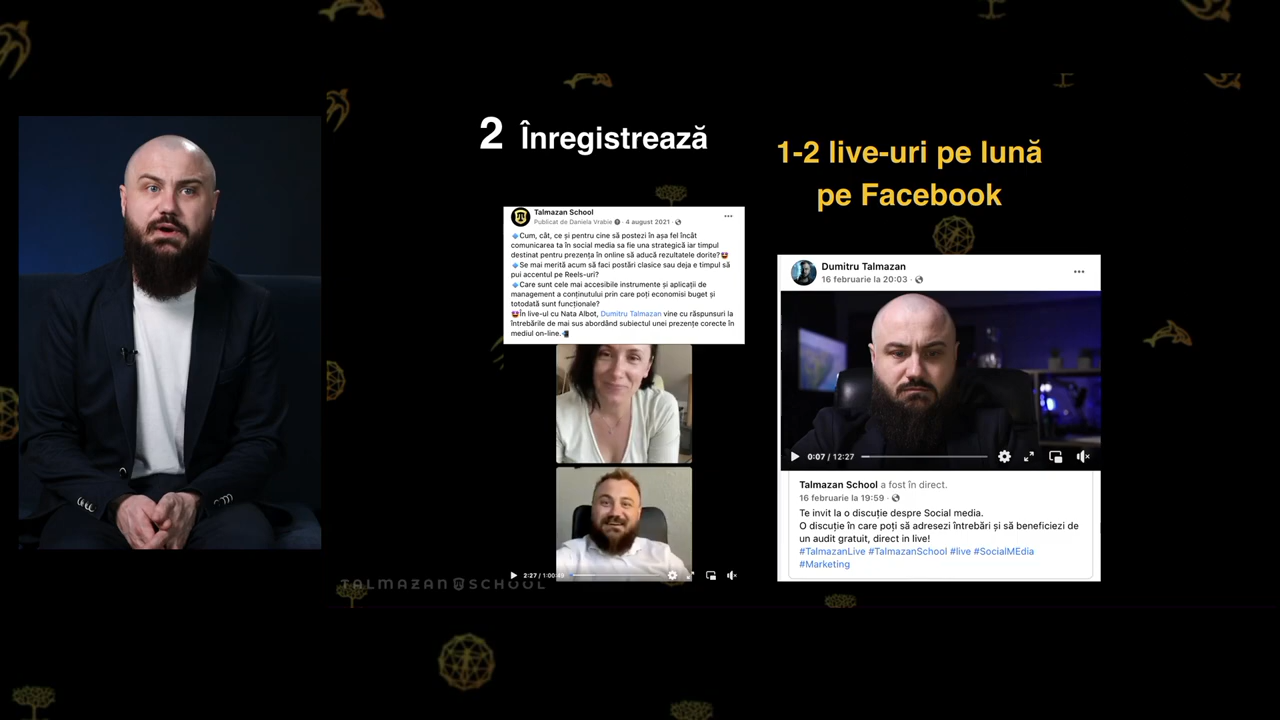 2 Înregistrează
1-2 live-uri pe lună
pe Facebook
Talmazan School
Publicat de Daniela Vrabie · 4 august 2021 ·
Cum, cât, ce și pentru cine să postezi în așa fel încât
comunicarea ta în social media sa fie una strategică iar timpul
destinat pentru prezența în online să aducă rezultatele dorite?
Se mai merită acum să faci postări clasice sau deja e timpul să
pui accentul pe Reels-uri?
Care sunt cele mai accesibile instrumente și aplicații de
management a conținutului prin care poți economisi buget și
totodată sunt funcționale?
În live-ul cu Nata Albot, Dumitru Talmazan vine cu răspunsuri la
întrebările de mai sus abordând subiectul unei prezențe corecte în
mediul on-line.
2:27 / 1:00:49
Dumitru Talmazan
16 februarie la 20:03 ·
0:07 / 12:27
Talmazan School a fost în direct.
16 februarie la 19:59 ·
Te invit la o discuție despre Social media.
O discuție în care poți să adresezi întrebări și să beneficiezi de
un audit gratuit, direct in live!
#TalmazanLive #TalmazanSchool #live #SocialMEdia
#Marketing
TALMAZAN SCHOOL